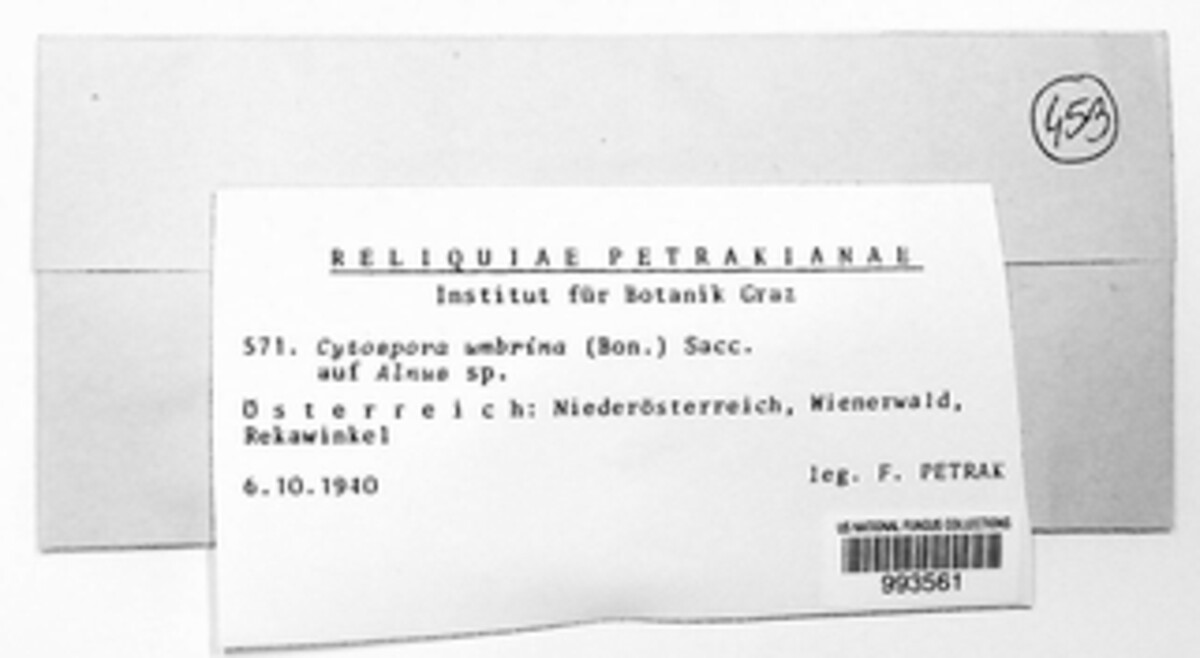 453
RELIQUIAE PETRAKIANAE
Institut für Botanik Graz
571. Cytospora umbrina (Bon.) Sacc.
auf Alnus sp.
Österreich: Niederösterreich, Wienerwald,
Rekawinkel
6.10.1940
leg. F. PETRAK
US NATIONAL FUNGUS COLLECTIONS
993561